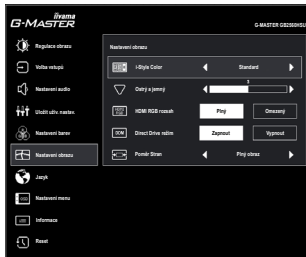 iiyama
G-MASTER
G-MASTER GB2560HSU
Regulace obrazu
Volba vstupů
Nastavení audio
Uložit uživ. nastav.
Nastavení barev
Nastavení obrazu
Jazyk
Nastavení menu
Informace
Reset
Nastavení obrazu
i-Style Color
Standard
Ostrý a jemný
3
HDMI RGB rozsah
Plný
Omezený
Direct Drive režim
Zapnout
Vypnout
Poměr Stran
Plný obraz